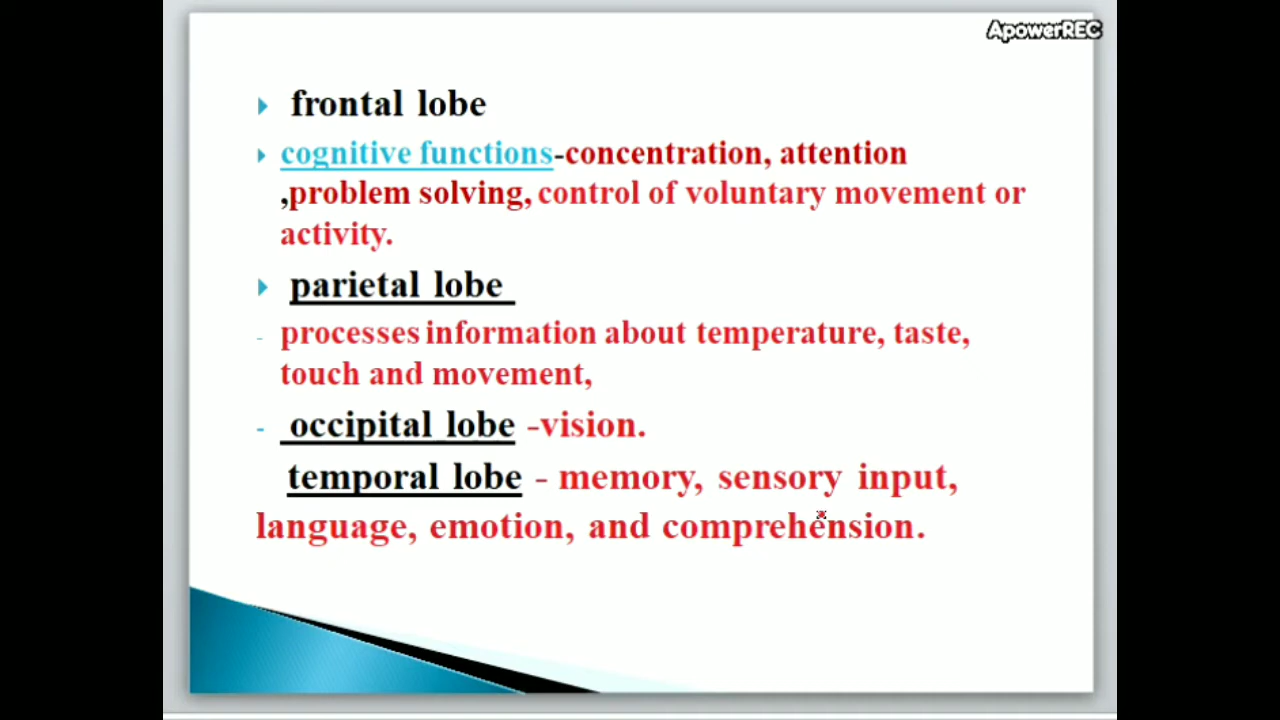 ApowerREC
frontal lobe
cognitive functions-concentration, attention
,problem solving, control of voluntary movement or
activity.
parietal lobe
- processes information about temperature, taste,
touch and movement,
- occipital lobe -vision.
temporal lobe - memory, sensory input,
language, emotion, and comprehension.